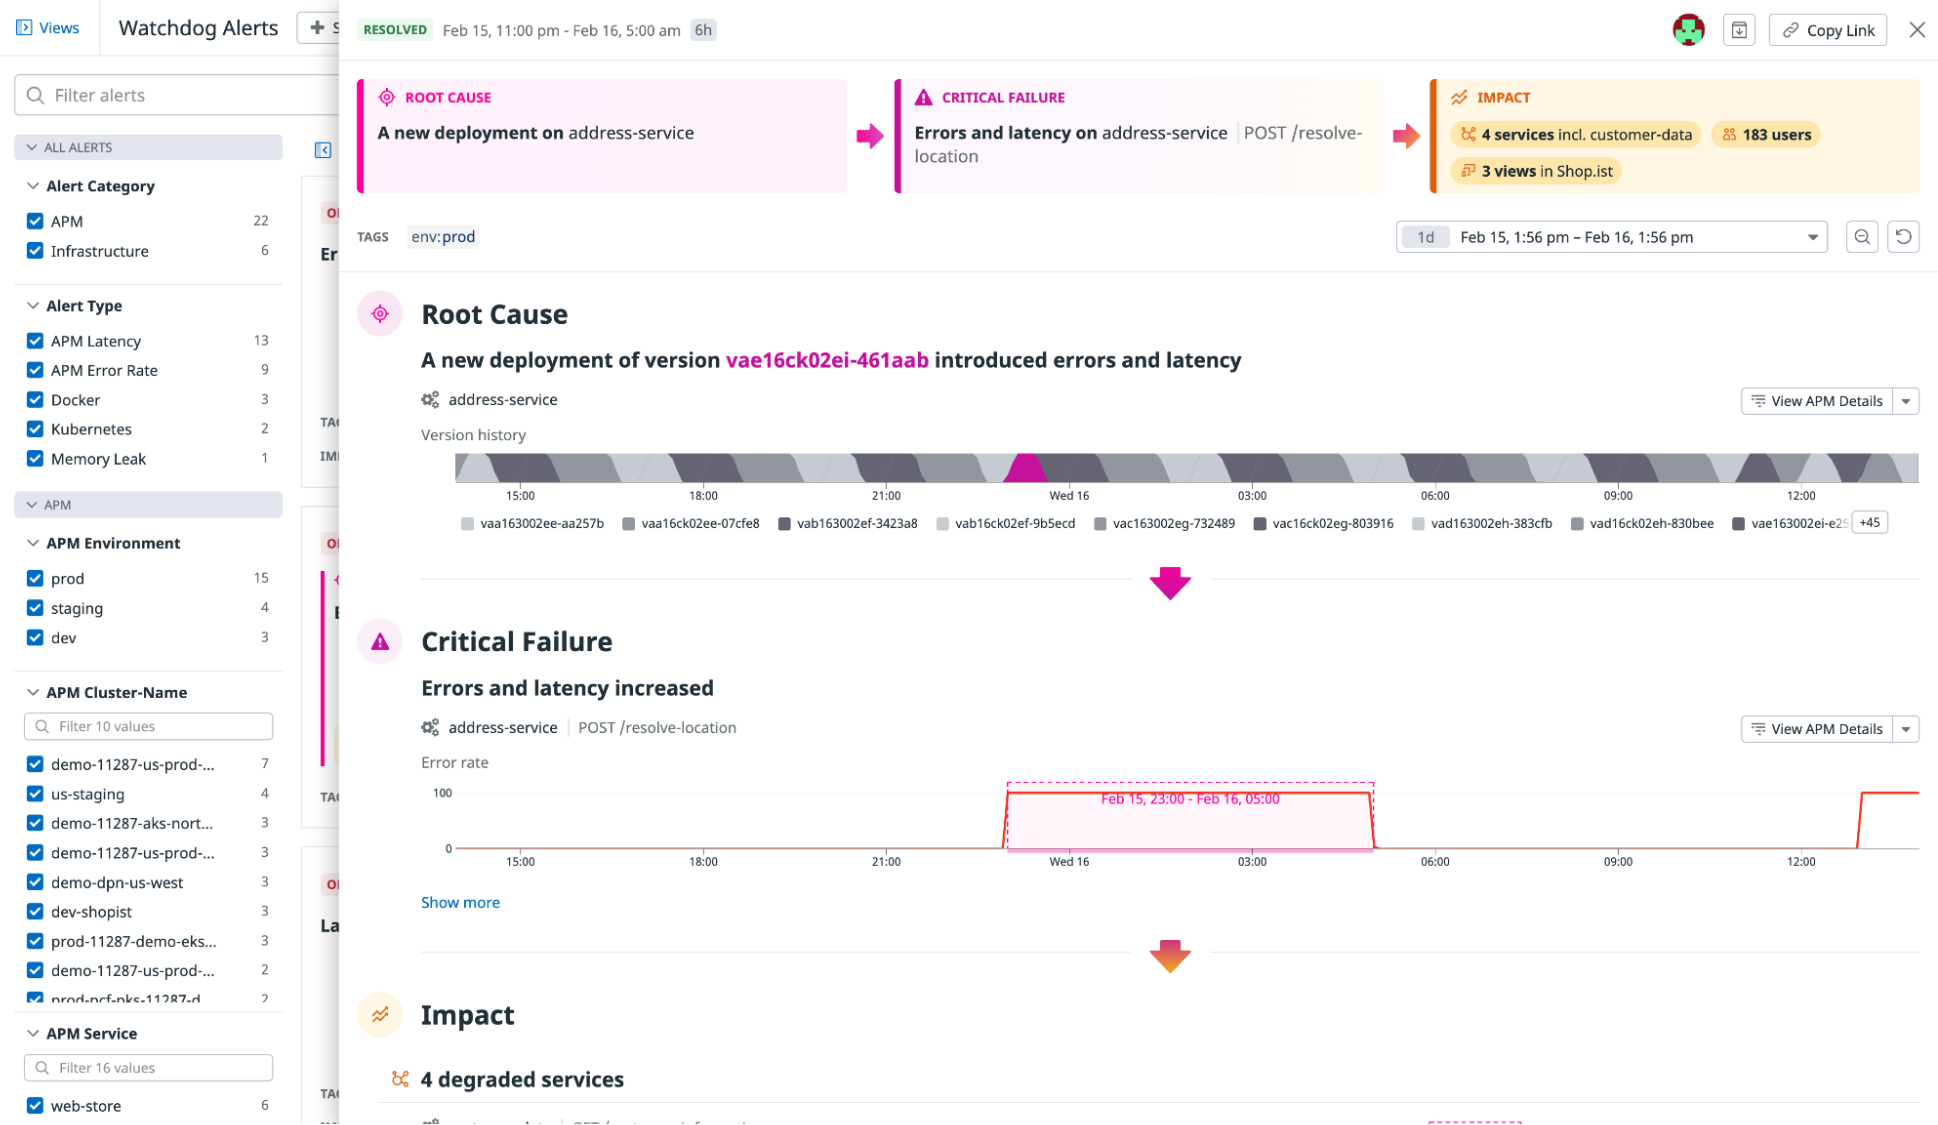 Views
Watchdog Alerts
RESOLVED Feb 15, 11:00 pm - Feb 16, 5:00 am 6h
Copy Link
Filter alerts
ALL ALERTS
Alert Category
APM 22
Infrastructure 6
Alert Type
APM Latency 13
APM Error Rate 9
Docker 3
Kubernetes 2
Memory Leak 1
APM
APM Environment
prod 15
staging 4
dev 3
APM Cluster-Name
Filter 10 values
demo-11287-us-prod-... 7
us-staging 4
demo-11287-aks-nort... 3
demo-11287-us-prod-... 3
demo-dpn-us-west 3
dev-shopist 3
prod-11287-demo-eks... 3
demo-11287-us-prod-... 2
prod-pcf-pks-11287-d 2
APM Service
Filter 16 values
web-store 6
ROOT CAUSE
A new deployment on address-service
CRITICAL FAILURE
Errors and latency on address-service POST /resolve-
location
IMPACT
4 services incl. customer-data 183 users
3 views in Shop.ist
TAGS env:prod
1d Feb 15, 1:56 pm – Feb 16, 1:56 pm
Root Cause
A new deployment of version vae16ck02ei-461aab introduced errors and latency
address-service
View APM Details
Version history
15:00 18:00 21:00 Wed 16 03:00 06:00 09:00 12:00
vaa163002ee-aa257b vaa16ck02ee-07cfe8 vab163002ef-3423a8 vab16ck02ef-9b5ecd vac163002eg-732489 vac16ck02eg-803916 vad163002eh-383cfb vad16ck02eh-830bee vae163002ei-e25 +45
Critical Failure
Errors and latency increased
address-service POST /resolve-location
View APM Details
Error rate
100
Feb 15, 23:00 - Feb 16, 05:00
0
15:00 18:00 21:00 Wed 16 03:00 06:00 09:00 12:00
Show more
Impact
4 degraded services